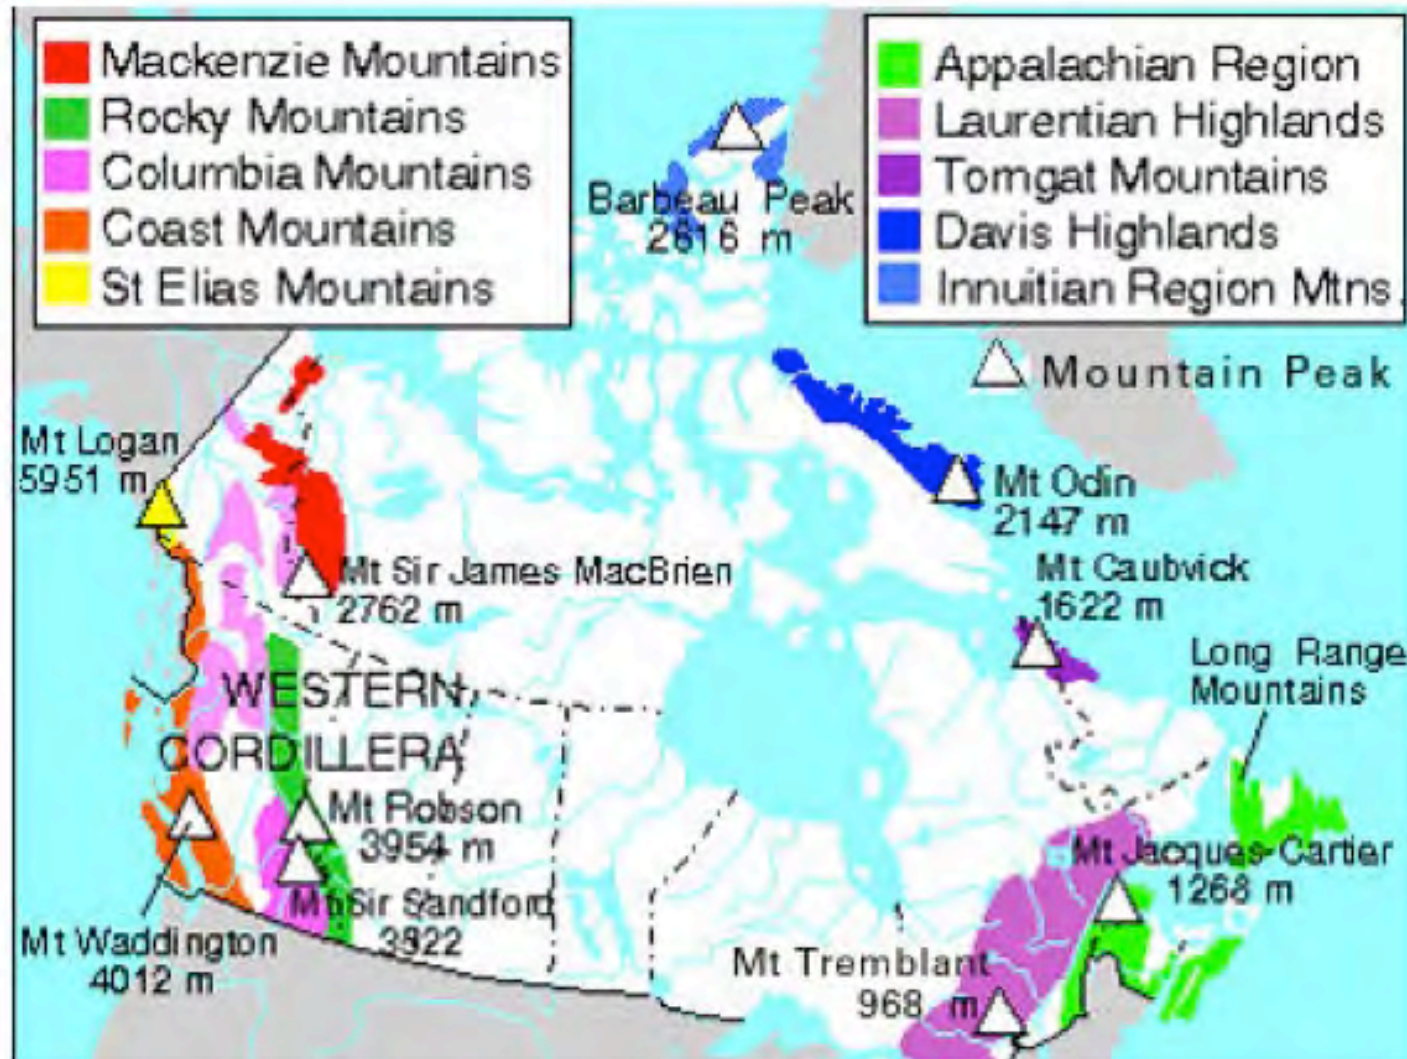 Mackenzie Mountains
Rocky Mountains
Columbia Mountains
Coast Mountains
St Elias Mountains
Appalachian Region
Laurentian Highlands
Torngat Mountains
Davis Highlands
Innuitian Region Mtns.
Mountain Peak
Barbeau Peak
2616 m
Mt Logan
5951 m
Mt Odin
2147 m
Mt Sir James MacBrien
2762 m
Mt Caubvick
1622 m
Long Range
Mountains
WESTERN
CORDILLERA
Mt Robson
3954 m
Mt Sir Sandford
3522
Mt Waddington
4012 m
Mt Jacques-Cartier
1268 m
Mt Tremblant
968 m